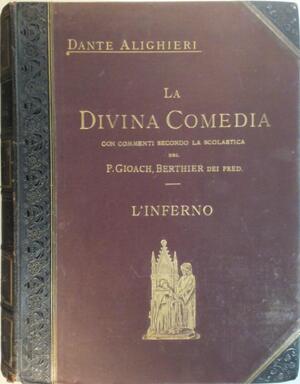 DANTE ALIGHIERI
LA
DIVINA COMEDIA
CON COMMENTI SECONDO LA SCOLASTICA
DEL
P. GIOACH. BERTHIER DEI PRED.
L'INFERNO